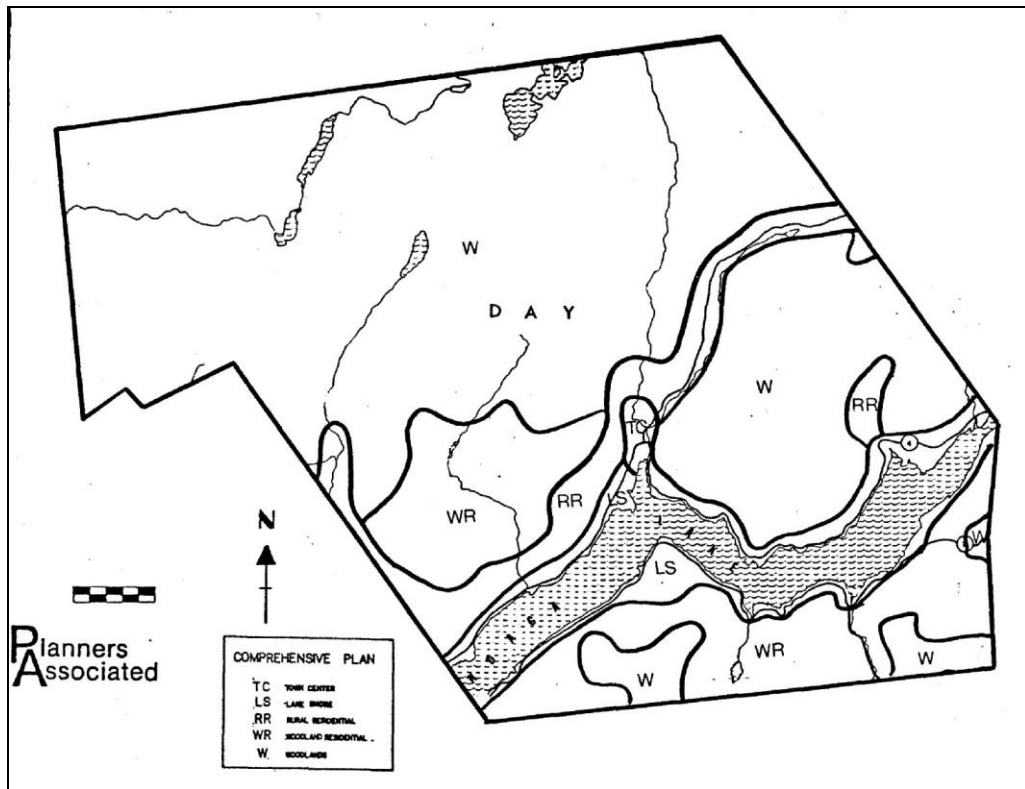 W
D A Y
W
RR
TC
WR
RR
LS
LAKE
W
LS
N
WR
W
W
Planners
Associated
COMPREHENSIVE PLAN
TC TOWN CENTER
LS LAKE SHORE
RR RURAL RESIDENTIAL
WR WOODLAND RESIDENTIAL
W WOODLANDS